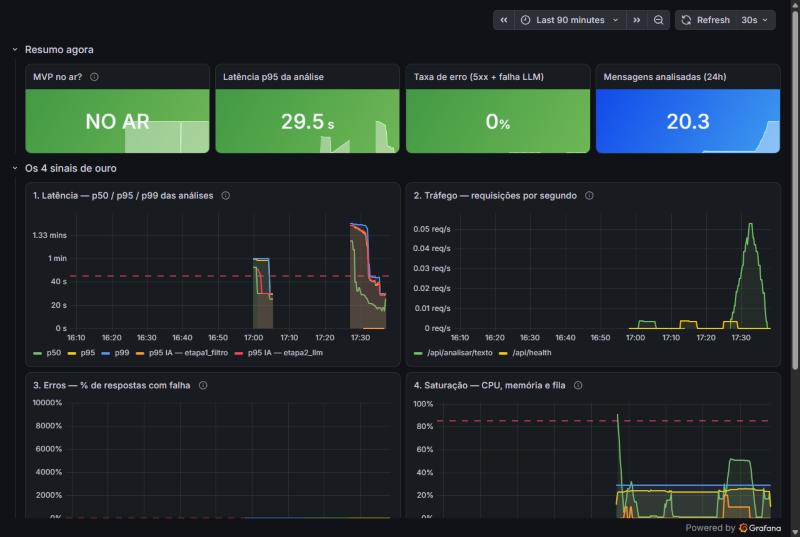 Last 90 minutes
Refresh 30s
Resumo agora
MVP no ar?
Latência p95 da análise
Taxa de erro (5xx + falha LLM)
Mensagens analisadas (24h)
NO AR
29.5 s
0%
20.3
Os 4 sinais de ouro
1. Latência — p50 / p95 / p99 das análises
1.33 mins
1 min
40 s
20 s
0 s
16:10 16:20 16:30 16:40 16:50 17:00 17:10 17:20 17:30
p50 p95 p99 p95 IA — etapa1_filtro p95 IA — etapa2_llm
2. Tráfego — requisições por segundo
0.05 req/s
0.04 req/s
0.03 req/s
0.02 req/s
0.01 req/s
0 req/s
16:10 16:20 16:30 16:40 16:50 17:00 17:10 17:20 17:30
/api/analisar/texto /api/health
3. Erros — % de respostas com falha
10000%
8000%
6000%
4000%
2000%
0%
4. Saturação — CPU, memória e fila
100%
80%
60%
40%
20%
0%
Powered by Grafana